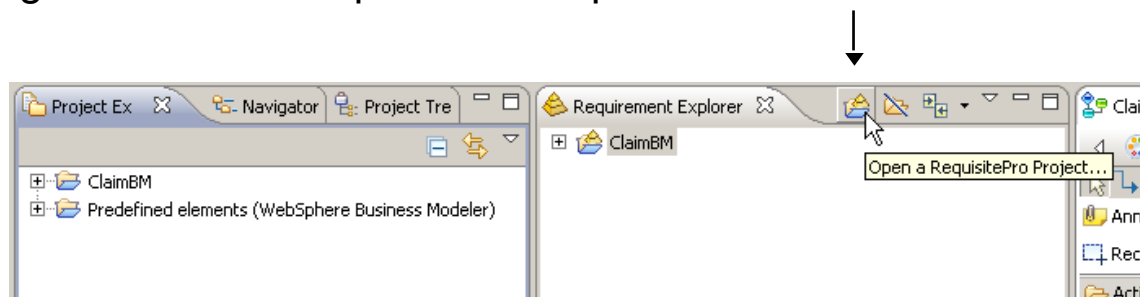 Project Ex
Navigator
Project Tre
Requirement Explorer
Clai
ClaimBM
Open a RequisitePro Project...
ClaimBM
Predefined elements (WebSphere Business Modeler)
Ann
Rec
Acti